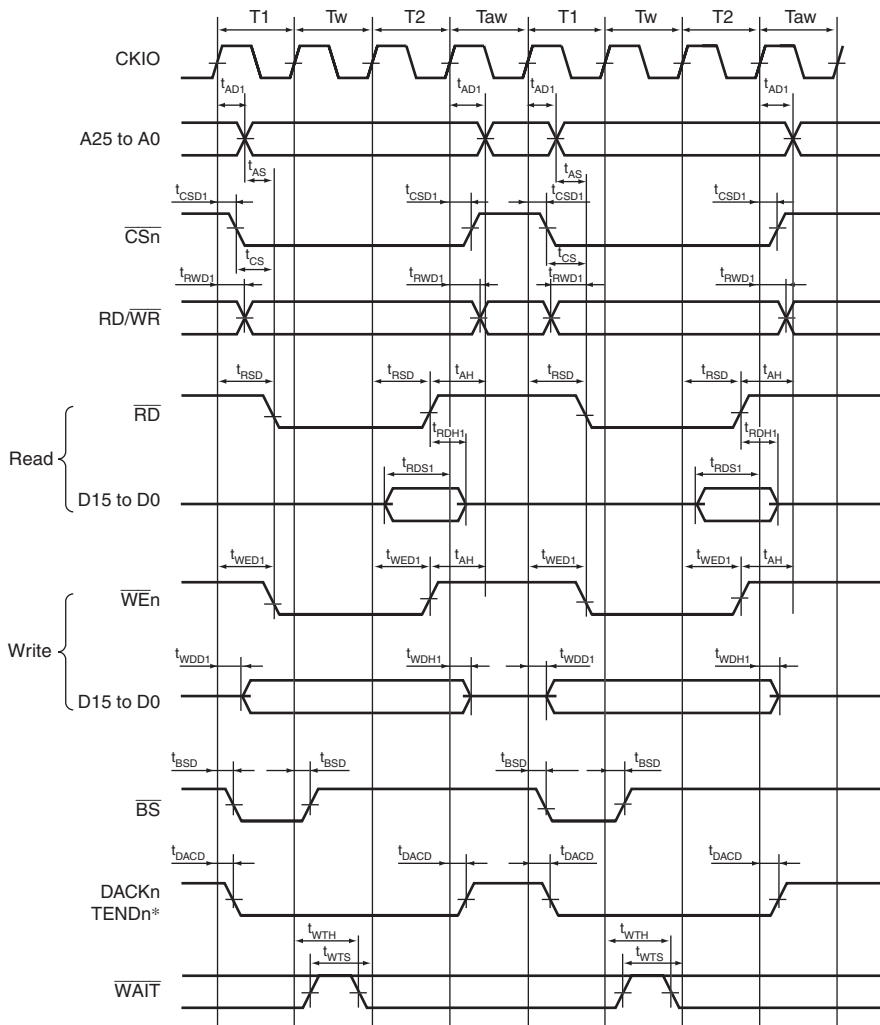 T1 Tw T2 Taw T1 Tw T2 Taw
CKIO
tAD1 tAD1 tAD1 tAD1
A25 to A0
tAS tAS
tCSD1 tCSD1 tCSD1 tCSD1
CSn
tCS tCS
tRWD1 tRWD1 tRWD1 tRWD1
RD/WR
tRSD tRSD tAH tRSD tRSD tAH
RD
tRDH1 tRDH1
Read
tRDS1 tRDS1
D15 to D0
tWED1 tWED1 tAH tWED1 tWED1 tAH
WEn
Write
tWDD1 tWDH1 tWDD1 tWDH1
D15 to D0
tBSD tBSD tBSD tBSD
BS
tDACD tDACD tDACD tDACD
DACKn
TENDn*
tWTH tWTH
tWTS tWTS
WAIT